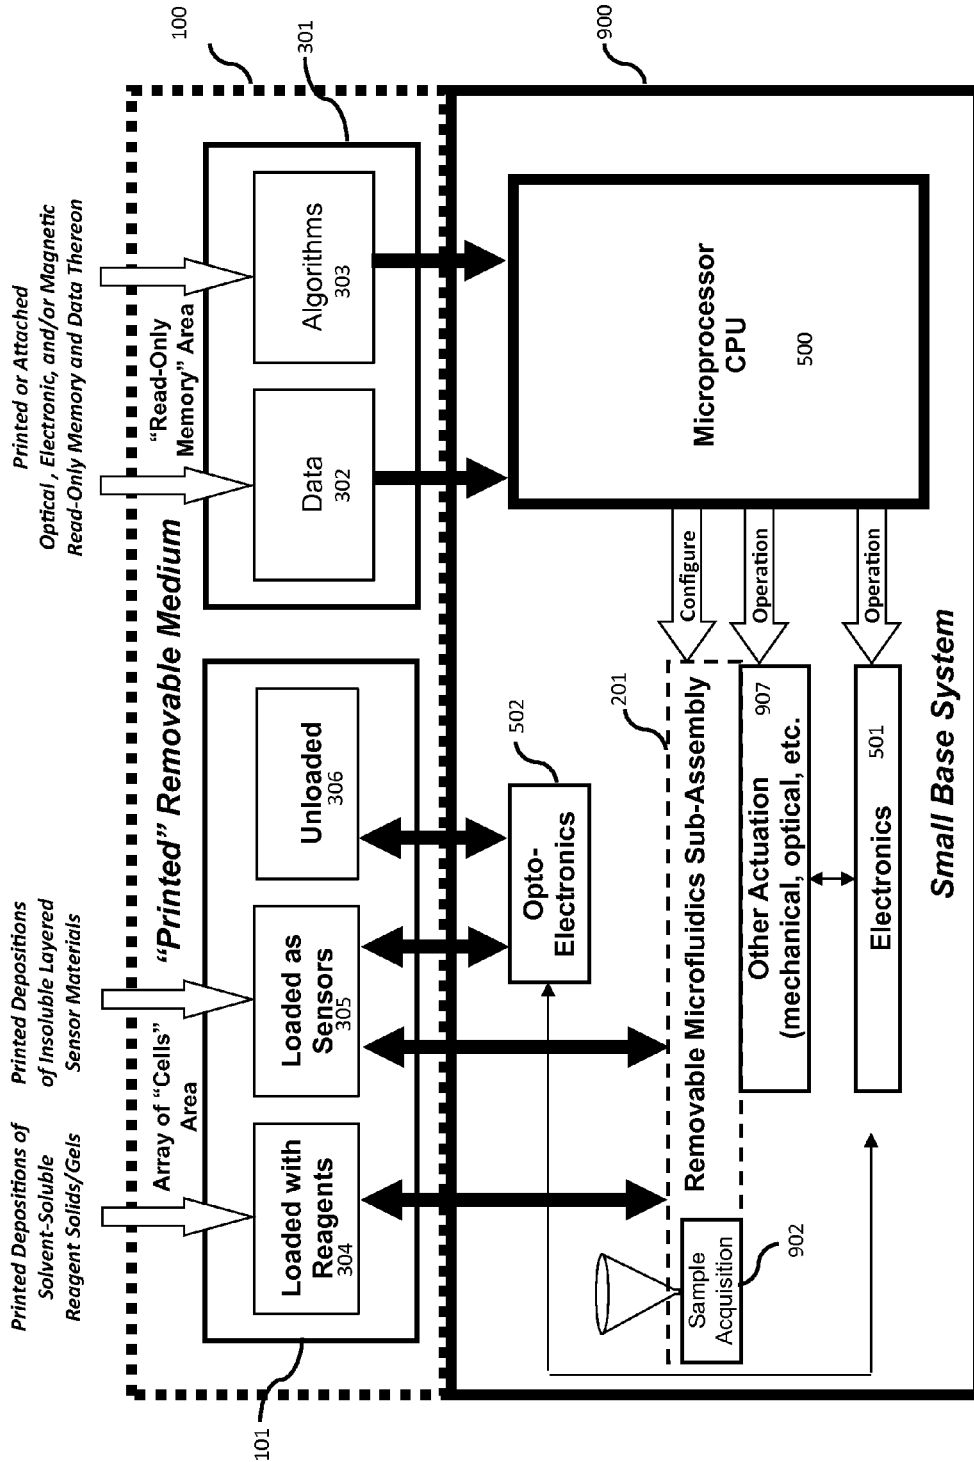 Printed Depositions of
Solvent-Soluble
Reagent Solids/Gels
Printed Depositions
of Insoluble Layered
Sensor Materials
Printed or Attached
Optical , Electronic, and/or Magnetic
Read-Only Memory and Data Thereon
100
“Printed” Removable Medium
101
Array of “Cells”
Area
Loaded with
Reagents
304
Loaded as
Sensors
305
Unloaded
306
“Read-Only
Memory” Area
301
Data
302
Algorithms
303
900
Opto-
Electronics
502
Sample
Acquisition
902
Removable Microfluidics Sub-Assembly
201
Other Actuation
(mechanical, optical, etc.
907
Electronics
501
Configure
Operation
Operation
Microprocessor
CPU
500
Small Base System